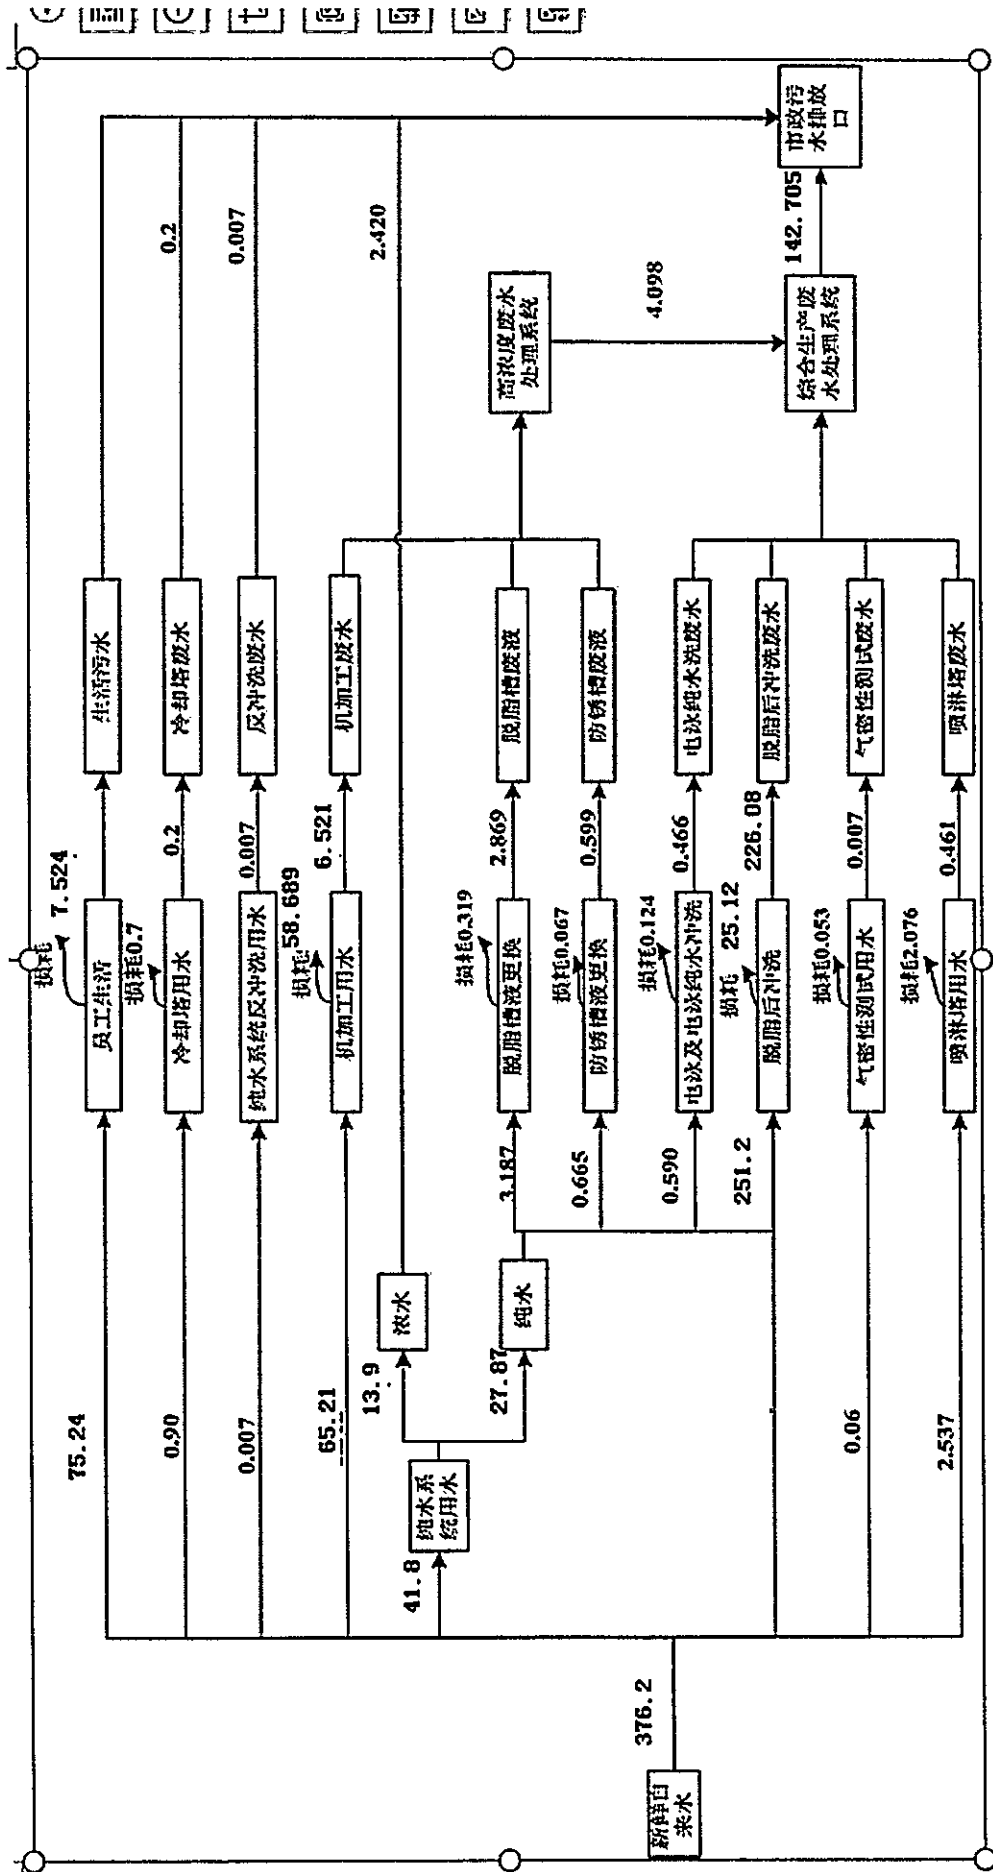 新鲜自
来水
376.2
75.24
员工生活
损耗
7.524
生活污水
0.90
冷却塔用水
损耗0.7
0.2
冷却塔废水
0.2
0.007
纯水系统反冲洗用水
0.007
反冲洗废水
0.007
65.21
机加工用水
损耗:
58.689
6.521
机加工废水
41.8
纯水系
统用水
13.9
浓水
2.420
27.87
纯水
3.187
脱脂槽液更换
损耗0.319
2.869
脱脂槽废液
0.665
防锈槽液更换
损耗0.067
0.599
防锈槽废液
高浓度废水
处理系统
4.098
0.590
电泳及电泳纯水冲洗
损耗0.124
0.466
电泳纯水洗废水
251.2
脱脂后冲洗
损耗 25.12
226.08
脱脂后冲洗废水
0.06
气密性测试用水
损耗0.053
0.007
气密性测试废水
2.537
喷淋塔用水
损耗2.076
0.461
喷淋塔废水
综合生产废
水处理系统
142.705
市政污
水排放
口